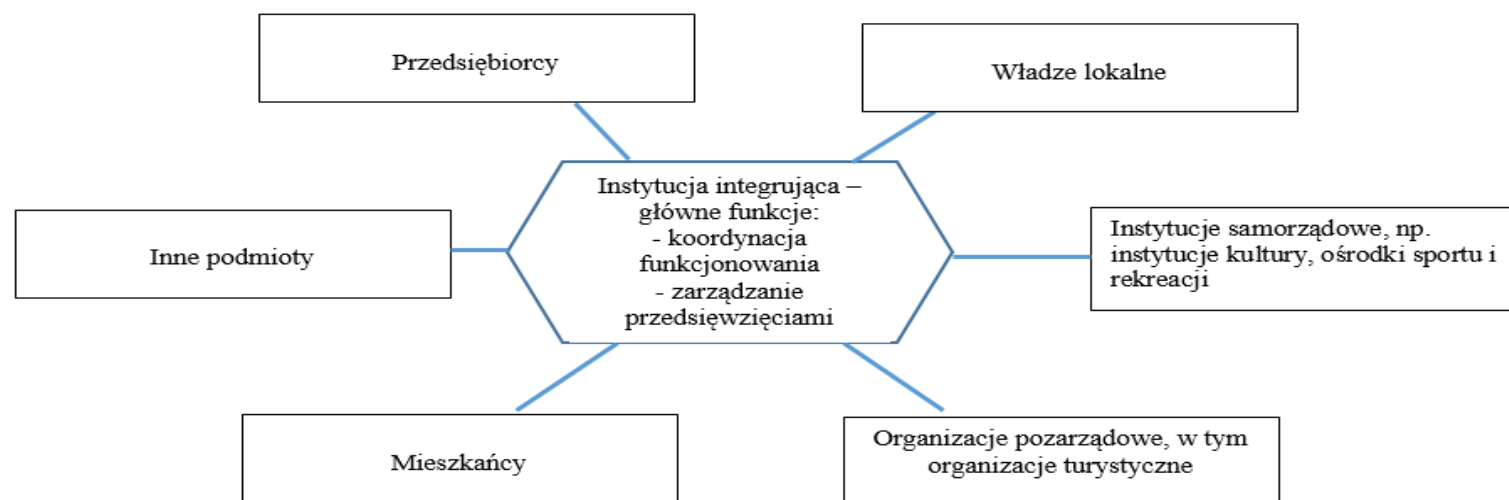 Przedsiębiorcy
Władze lokalne
Instytucja integrująca –
główne funkcje:
- koordynacja
funkcjonowania
- zarządzanie
przedsięwzięciami
Inne podmioty
Instytucje samorządowe, np.
instytucje kultury, ośrodki sportu i
rekreacji
Mieszkańcy
Organizacje pozarządowe, w tym
organizacje turystyczne